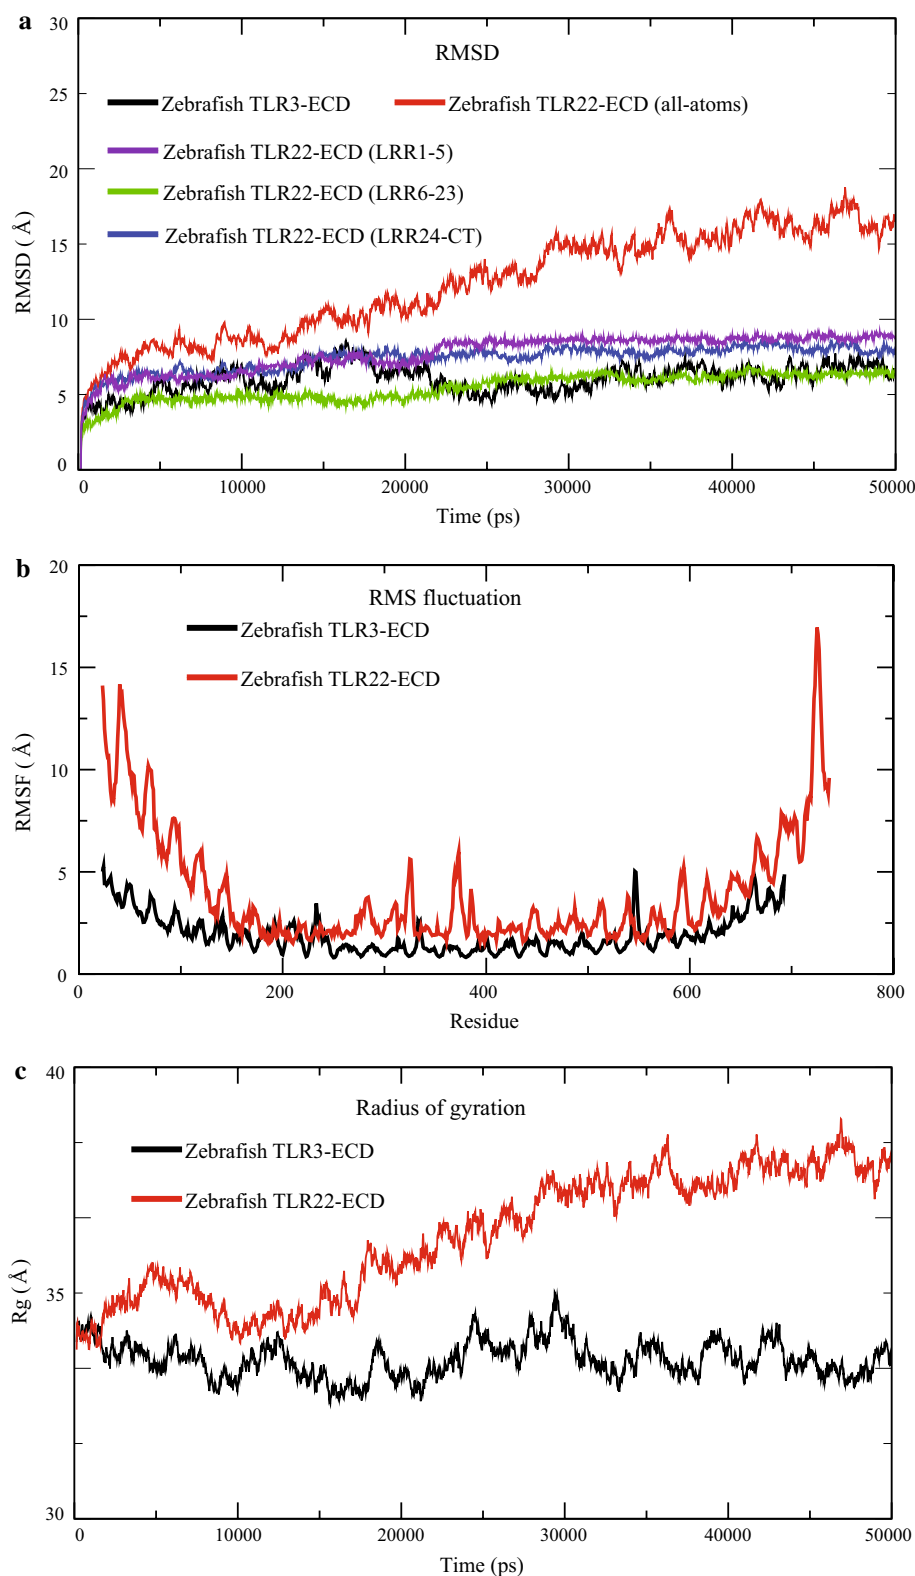 a
RMSD
Zebrafish TLR3-ECD
Zebrafish TLR22-ECD (all-atoms)
Zebrafish TLR22-ECD (LRR1-5)
Zebrafish TLR22-ECD (LRR6-23)
Zebrafish TLR22-ECD (LRR24-CT)
RMSD ( Å)
30
25
20
15
10
5
0
0 10000 20000 30000 40000 50000
Time (ps)
b
RMS fluctuation
Zebrafish TLR3-ECD
Zebrafish TLR22-ECD
RMSF ( Å)
20
15
10
5
0
0 200 400 600 800
Residue
c
Radius of gyration
Zebrafish TLR3-ECD
Zebrafish TLR22-ECD
Rg ( Å)
40
35
30
0 10000 20000 30000 40000 50000
Time (ps)